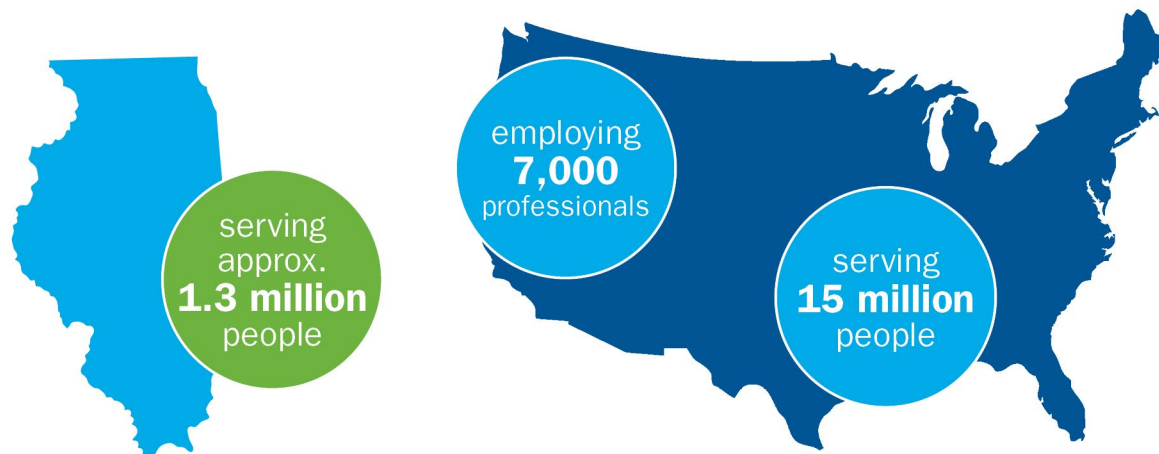 serving
approx.
1.3 million
people
employing
7,000
professionals
serving
15 million
people